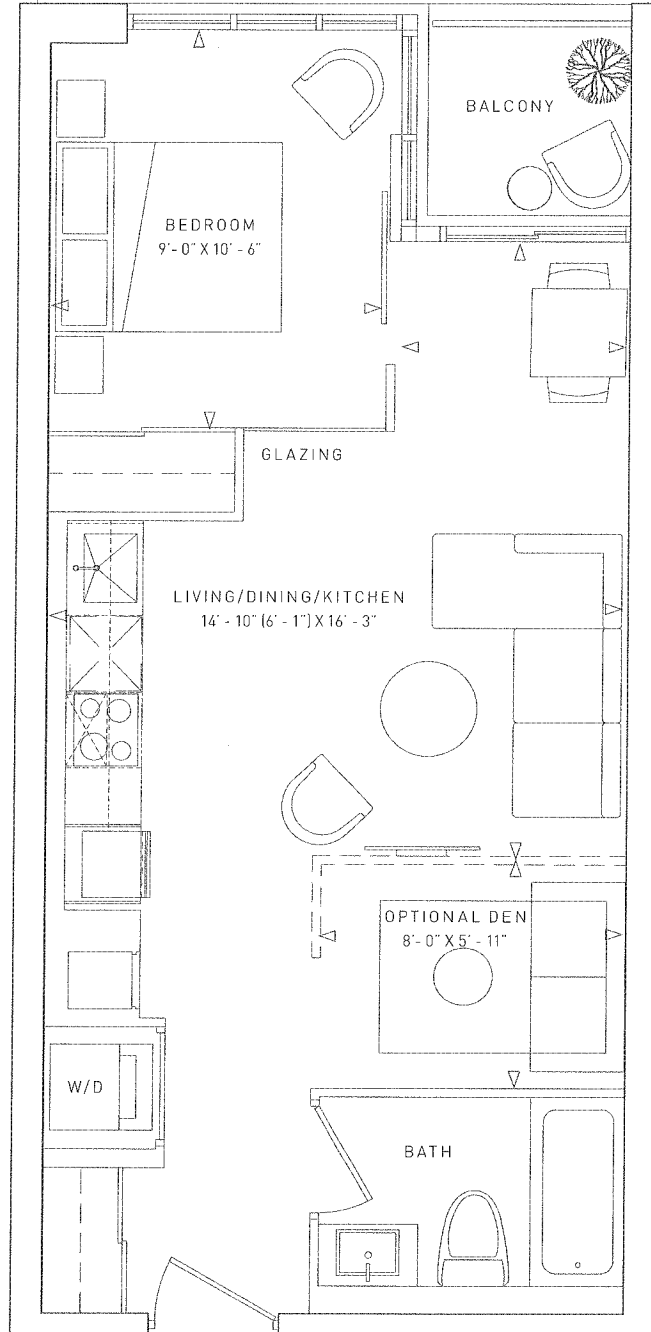 BALCONY
BEDROOM
9'-0" X 10'-6"
GLAZING
LIVING/DINING/KITCHEN
14'-10" (6'-1") X 16'-3"
OPTIONAL DEN
8'-0" X 5'-11"
W/D
BATH